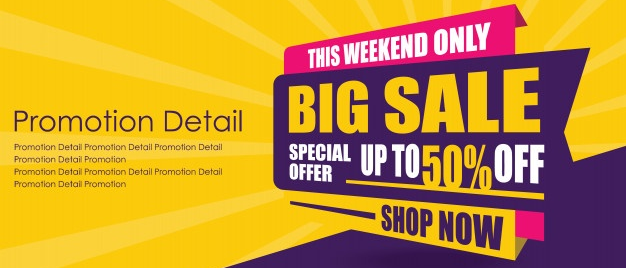 Promotion Detail
Promotion Detail Promotion Detail Promotion Detail
Promotion Detail Promotion
Promotion Detail Promotion Detail Promotion Detail
Promotion Detail Promotion
THIS WEEKEND ONLY
BIG SALE
SPECIAL OFFER
UP TO 50% OFF
SHOP NOW